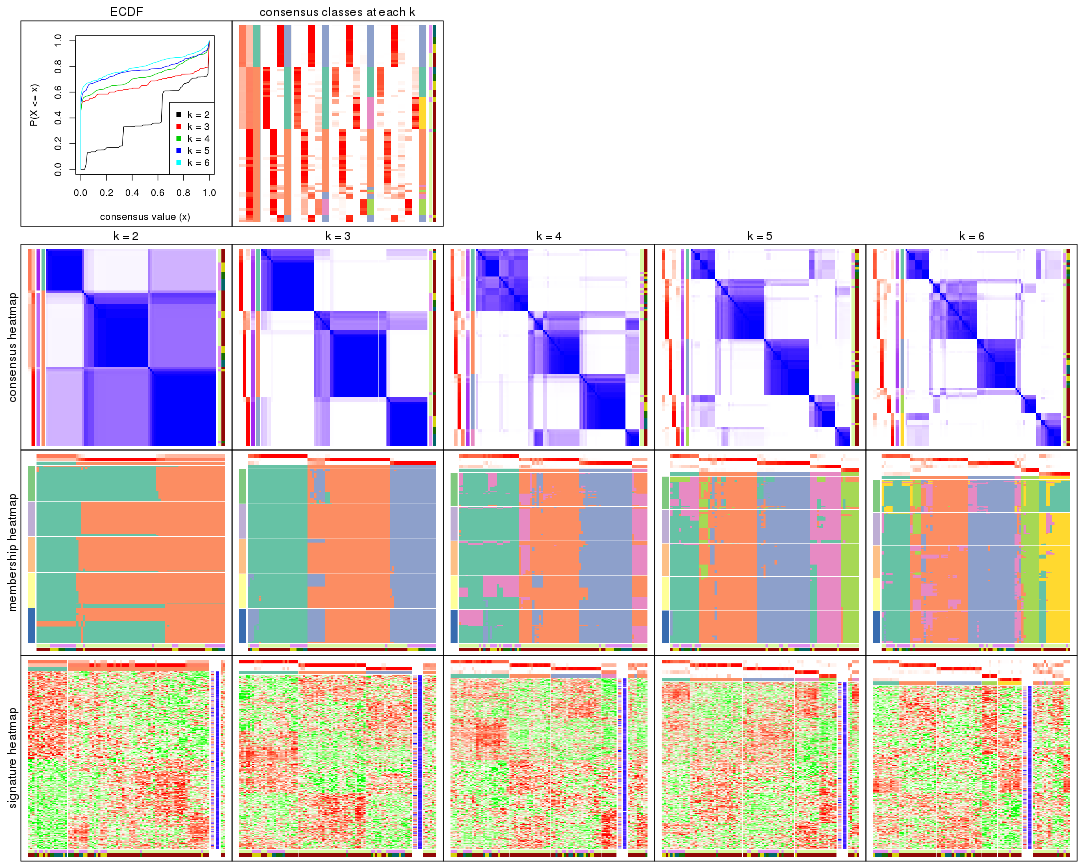 ECDF
consensus classes at each k
P(X <= x)
0.0 0.2 0.4 0.6 0.8 1.0
k = 2
k = 3
k = 4
k = 5
k = 6
0.0 0.2 0.4 0.6 0.8 1.0
consensus value (x)
k = 2 k = 3 k = 4 k = 5 k = 6
consensus heatmap
membership heatmap
signature heatmap